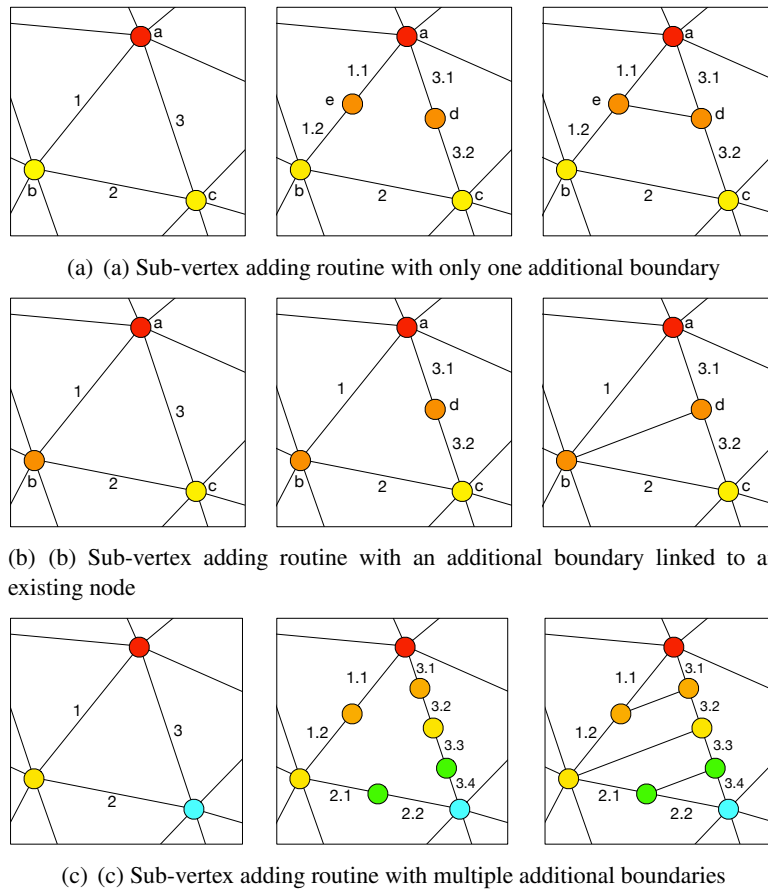 a a a
1 1.1 3.1 1.1 3.1
3 e d e d
1.2 3.2 1.2 3.2
b 2 c b 2 c b 2 c
(a) (a) Sub-vertex adding routine with only one additional boundary
a a a
1 3 1 3.1 1 3.1
d d
3.2 3.2
b 2 c b 2 c b 2 c
(b) (b) Sub-vertex adding routine with an additional boundary linked to a
existing node
1 1.1 3.1 1.1 3.1
3 1.2 3.2 1.2 3.2
3.3 3.3
2 2.1 3.4 2.1 3.4
2.2 2.2
(c) (c) Sub-vertex adding routine with multiple additional boundaries